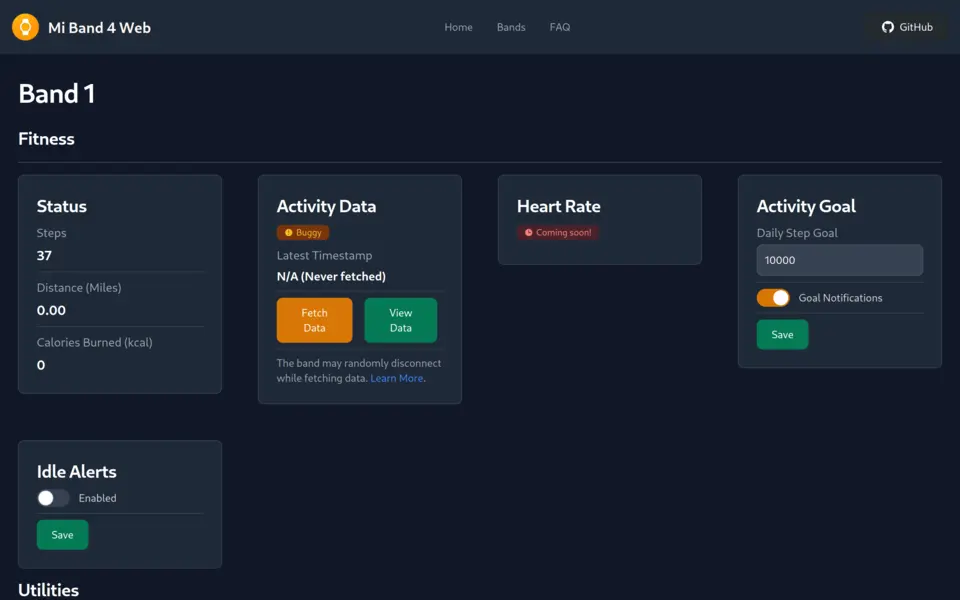 Mi Band 4 Web
Home
Bands
FAQ
GitHub
Band 1
Fitness
Status
Steps
37
Distance (Miles)
0.00
Calories Burned (kcal)
0
Activity Data
Buggy
Latest Timestamp
N/A (Never fetched)
Fetch
Data
View
Data
The band may randomly disconnect
while fetching data. Learn More.
Heart Rate
Coming soon!
Activity Goal
Daily Step Goal
10000
Goal Notifications
Save
Idle Alerts
Enabled
Save
Utilities